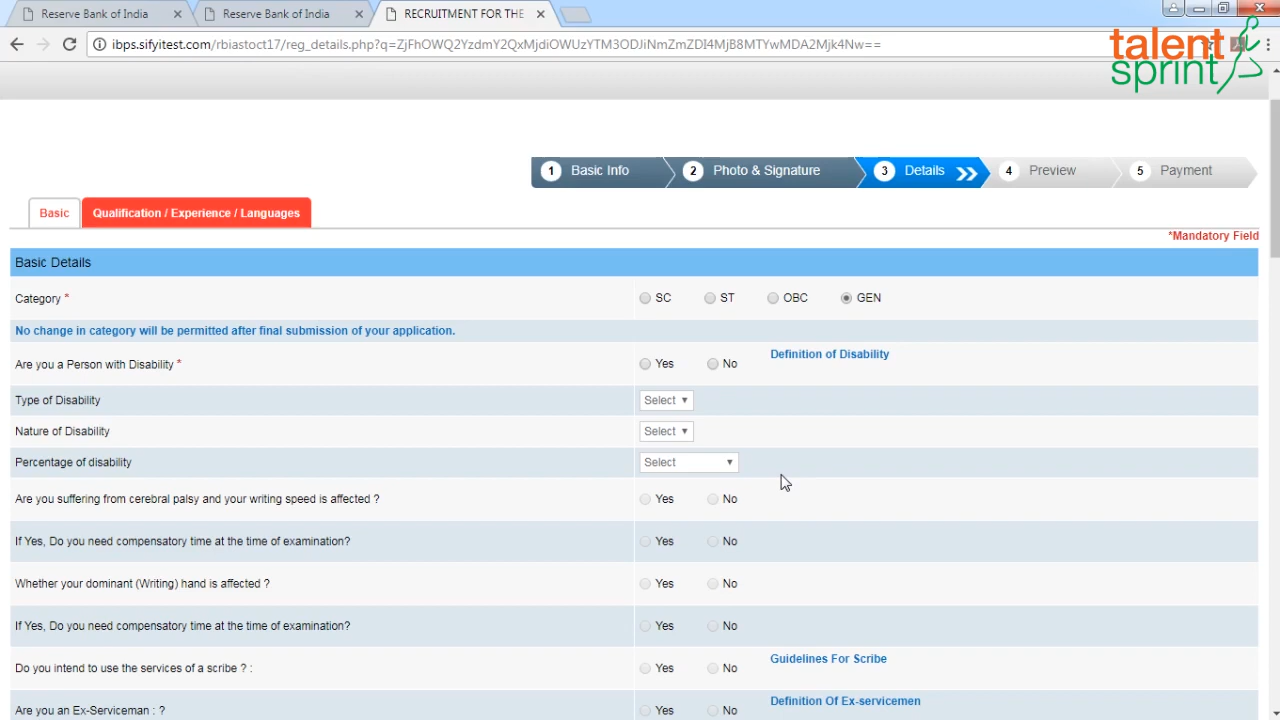 Reserve Bank of India
Reserve Bank of India
RECRUITMENT FOR THE
ibps.sifyitest.com/rbiastoct17/reg_details.php?q=ZjFhOWQ2YzdmY2QxMjdiOWUzYTM3ODJiNmZmZDI4MjB8MTYwMDA2Mjk4Nw==
talent
sprint
1 Basic Info
2 Photo & Signature
3 Details
4 Preview
5 Payment
Basic
Qualification / Experience / Languages
*Mandatory Field
Basic Details
Category * SC ST OBC GEN
No change in category will be permitted after final submission of your application.
Are you a Person with Disability * Yes No Definition of Disability
Type of Disability Select
Nature of Disability Select
Percentage of disability Select
Are you suffering from cerebral palsy and your writing speed is affected ? Yes No
If Yes, Do you need compensatory time at the time of examination? Yes No
Whether your dominant (Writing) hand is affected ? Yes No
If Yes, Do you need compensatory time at the time of examination? Yes No
Do you intend to use the services of a scribe ? : Yes No Guidelines For Scribe
Are you an Ex-Serviceman : ? Yes No Definition Of Ex-servicemen